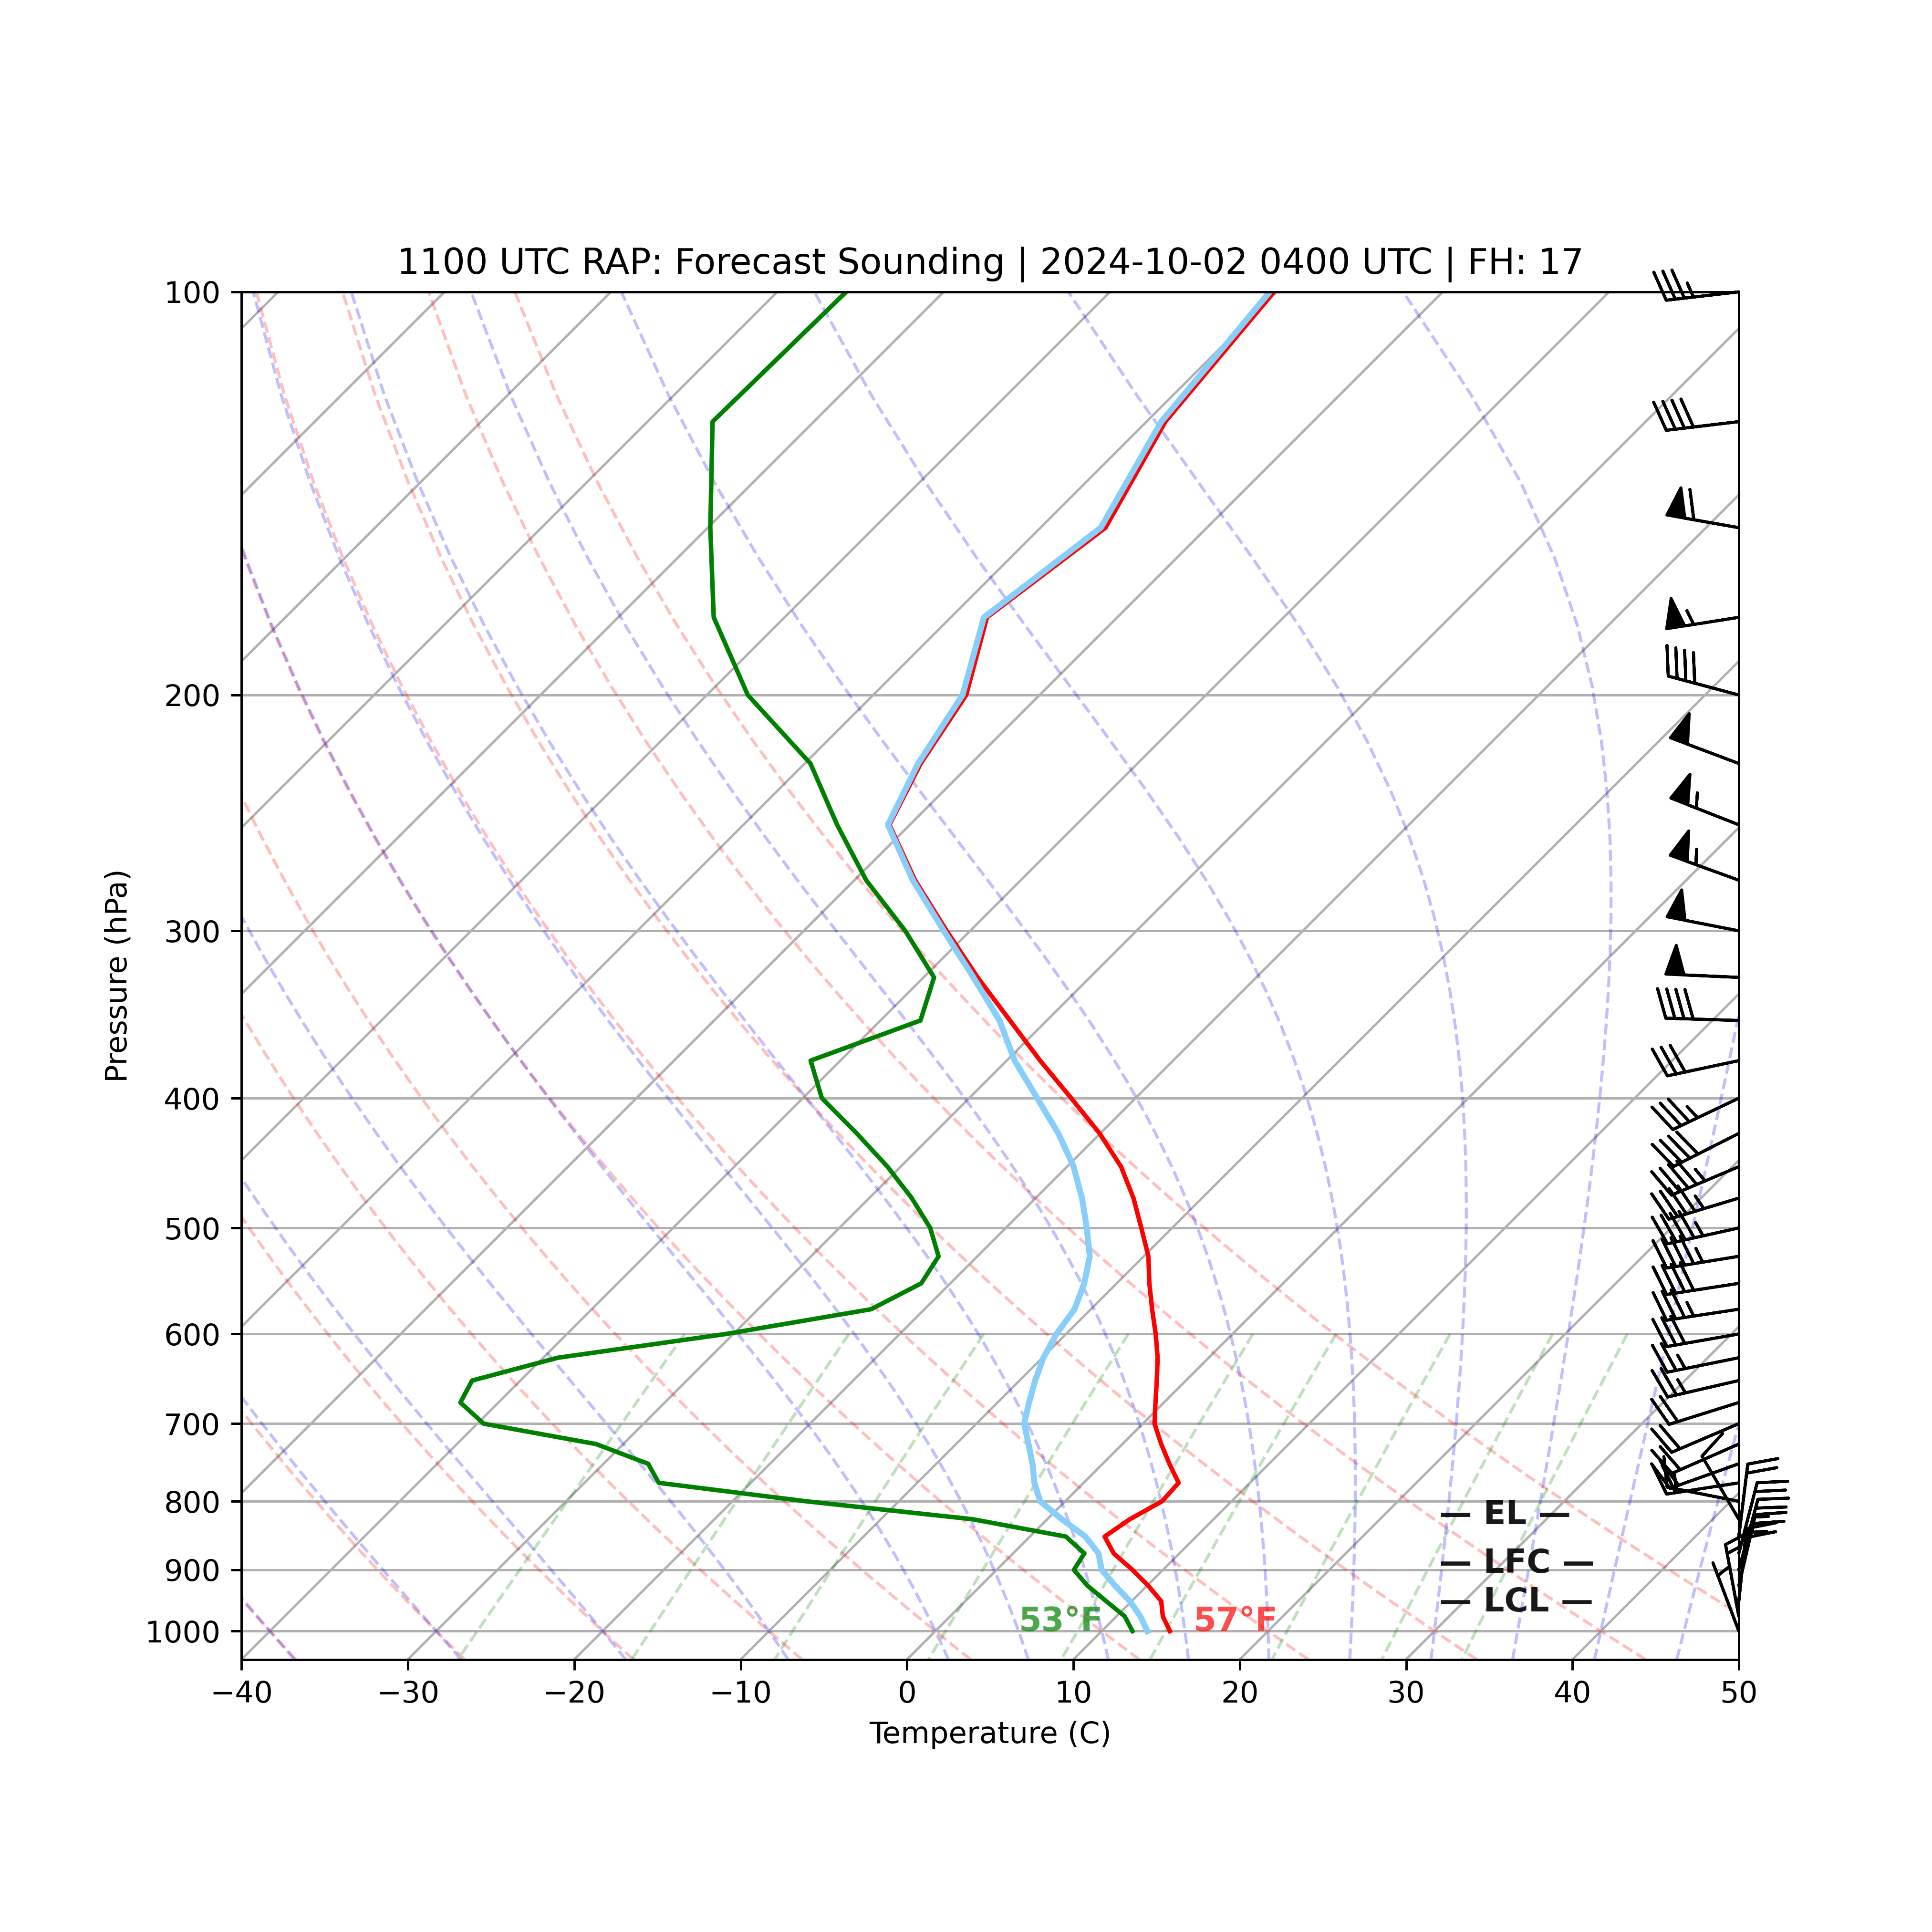 1100 UTC RAP: Forecast Sounding | 2024-10-02 0400 UTC | FH: 17
100
200
300
400
500
600
700
800
900
1000
Pressure (hPa)
— EL —
— LFC —
— LCL —
53°F 57°F
−40 −30 −20 −10 0 10 20 30 40 50
Temperature (C)